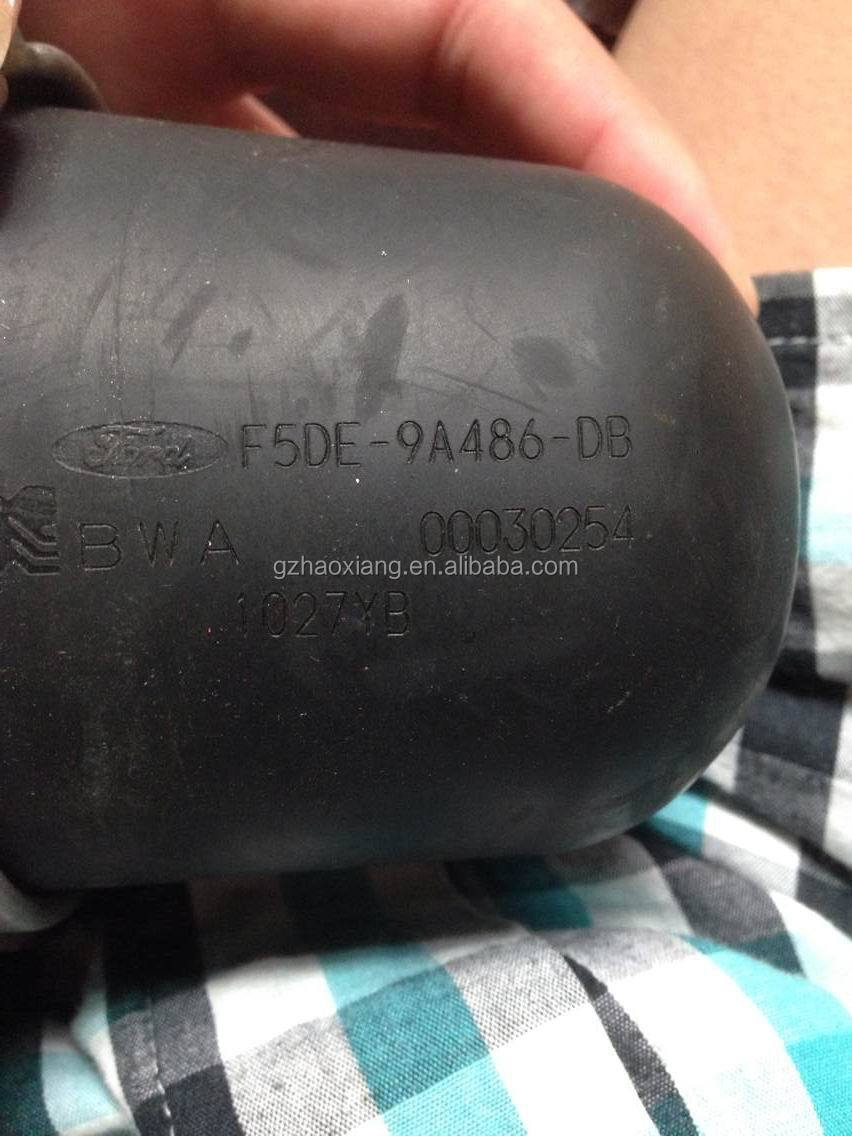 Ford F5DE-9A486-DB
BWA 00030254
gzhaoxiang.en.alibaba.com
1027YB